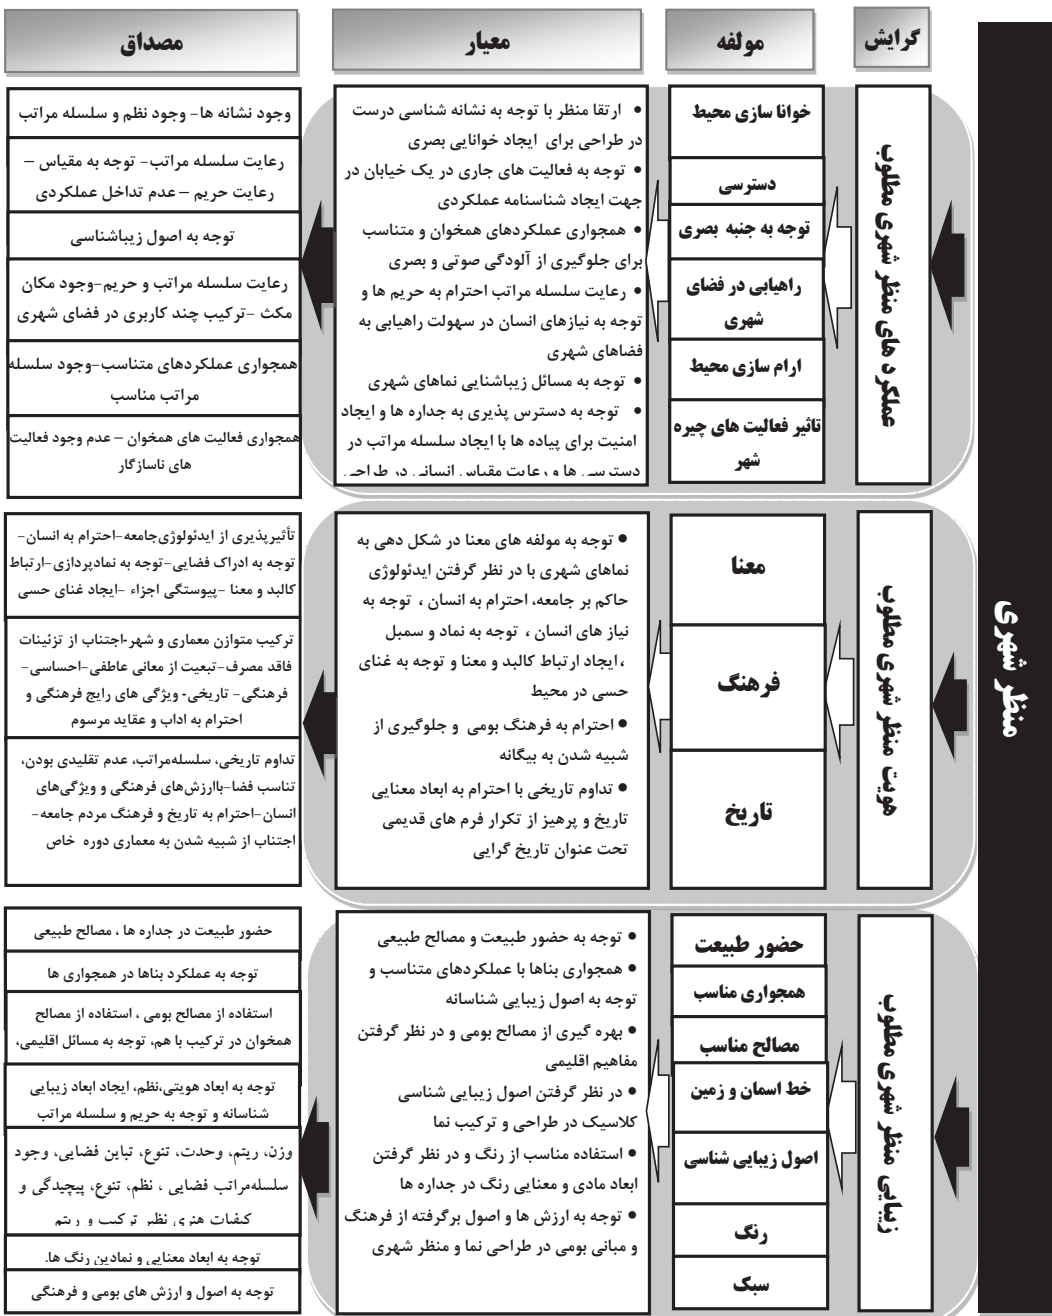 منظر شهری
گرایش
مولفه
معیار
مصداق
عملکردهای منظر شهری مطلوب
خوانا سازی محیط
دسترسی
توجه به جنبه بصری
راهیابی در فضای
شهری
ارام سازی محیط
تاثیر فعالیت های چیره
شهر
• ارتقا منظر با توجه به نشانه شناسی درست
در طراحی برای ایجاد خوانایی بصری
• توجه به فعالیت های جاری در یک خیابان در
جهت ایجاد شناسنامه عملکردی
• همجواری عملکردهای همخوان و متناسب
برای جلوگیری از آلودگی صوتی و بصری
• رعایت سلسله مراتب احترام به حریم ها و
توجه به نیازهای انسان در سهولت راهیابی به
فضاهای شهری
• توجه به مسائل زیباشنایی نماهای شهری
• توجه به دسترس پذیری به جداره ها و ایجاد
امنیت برای پیاده ها با ایجاد سلسله مراتب در
دسترسی ها و رعایت مقیاس انسانی در طراحی
وجود نشانه ها- وجود نظم و سلسله مراتب
رعایت سلسله مراتب- توجه به مقیاس –
رعایت حریم – عدم تداخل عملکردی
توجه به اصول زیباشناسی
رعایت سلسله مراتب و حریم-وجود مکان
مکث -ترکیب چند کاربری در فضای شهری
همجواری عملکردهای متناسب-وجود سلسله
مراتب مناسب
همجواری فعالیت های همخوان – عدم وجود فعالیت
های ناسازگار
هویت منظر شهری مطلوب
معنا
فرهنگ
تاریخ
• توجه به مولفه های معنا در شکل دهی به
نماهای شهری با در نظر گرفتن ایدئولوژی
حاکم بر جامعه، احترام به انسان ، توجه به
نیاز های انسان ، توجه به نماد و سمبل
، ایجاد ارتباط کالبد و معنا و توجه به غنای
حسی در محیط
• احترام به فرهنگ بومی و جلوگیری از
شبیه شدن به بیگانه
• تداوم تاریخی با احترام به ابعاد معنایی
تاریخ و پرهیز از تکرار فرم های قدیمی
تحت عنوان تاریخ گرایی
تأثیرپذیری از ایدئولوژی‌جامعه-احترام به انسان-
توجه به ادراک فضایی-توجه به نمادپردازی-ارتباط
کالبد و معنا -پیوستگی اجزاء -ایجاد غنای حسی
ترکیب متوازن معماری و شهر-اجتناب از تزئینات
فاقد مصرف-تبعیت از معانی عاطفی-احساسی-
فرهنگی- تاریخی- ویژگی های رایج فرهنگی و
احترام به اداب و عقاید مرسوم
تداوم تاریخی، سلسله‌مراتب، عدم تقلیدی بودن،
تناسب فضا-باارزش‌های فرهنگی و ویژگی‌های
انسان-احترام به تاریخ و فرهنگ مردم جامعه-
اجتناب از شبیه شدن به معماری دوره خاص
زیبایی منظر شهری مطلوب
حضور طبیعت
همجواری مناسب
مصالح مناسب
خط اسمان و زمین
اصول زیبایی شناسی
رنگ
سبک
• توجه به حضور طبیعت و مصالح طبیعی
• همجواری بناها با عملکردهای متناسب و
توجه به اصول زیبایی شناسانه
• بهره گیری از مصالح بومی و در نظر گرفتن
مفاهیم اقلیمی
• در نظر گرفتن اصول زیبایی شناسی
کلاسیک در طراحی و ترکیب نما
• استفاده مناسب از رنگ و در نظر گرفتن
ابعاد مادی و معنایی رنگ در جداره ها
• توجه به ارزش ها و اصول برگرفته از فرهنگ
و مبانی بومی در طراحی نما و منظر شهری
حضور طبیعت در جداره ها ، مصالح طبیعی
توجه به عملکرد بناها در همجواری ها
استفاده از مصالح بومی ، استفاده از مصالح
همخوان در ترکیب با هم، توجه به مسائل اقلیمی،
توجه به ابعاد هویتی،نظم، ایجاد ابعاد زیبایی
شناسانه و توجه به حریم و سلسله مراتب
وزن، ریتم، وحدت، تنوع، تباین فضایی، وجود
سلسله‌مراتب فضایی ، نظم، تنوع، پیچیدگی و
کیفیات هنری نظیر ترکیب و ریتم
توجه به ابعاد معنایی و نمادین رنگ ها.
توجه به اصول و ارزش های بومی و فرهنگی